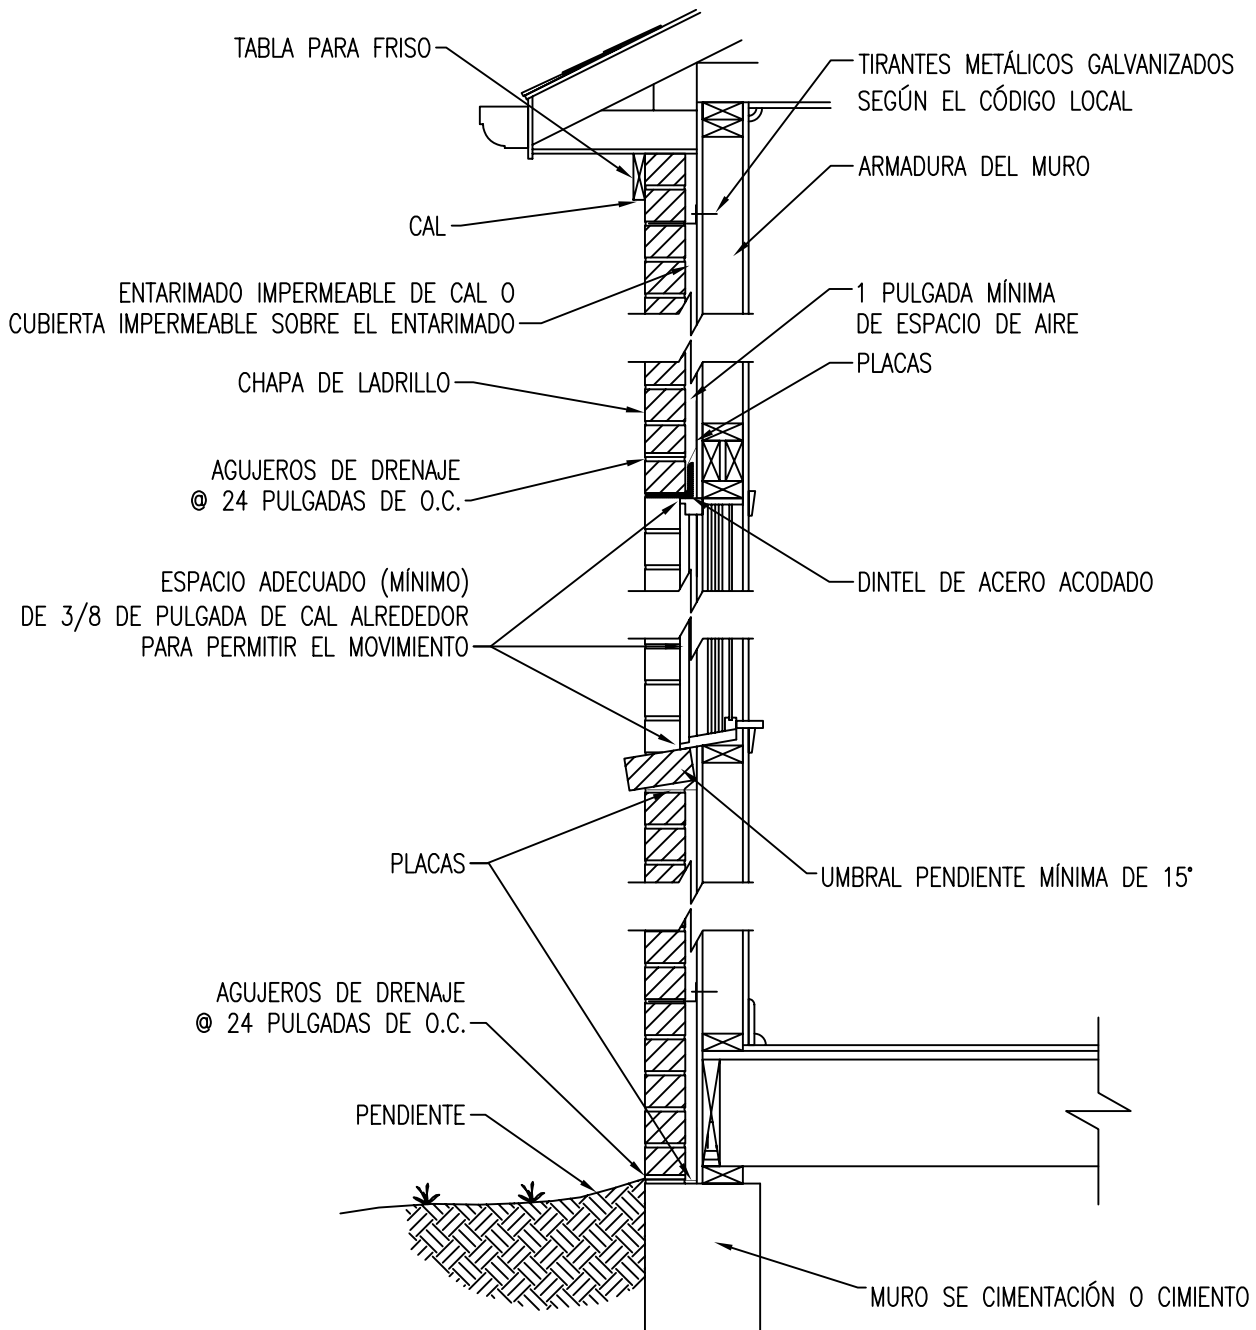 TABLA PARA FRISO
TIRANTES METÁLICOS GALVANIZADOS
SEGÚN EL CÓDIGO LOCAL
ARMADURA DEL MURO
CAL
ENTARIMADO IMPERMEABLE DE CAL O
CUBIERTA IMPERMEABLE SOBRE EL ENTARIMADO
1 PULGADA MÍNIMA
DE ESPACIO DE AIRE
PLACAS
CHAPA DE LADRILLO
AGUJEROS DE DRENAJE
@ 24 PULGADAS DE O.C.
ESPACIO ADECUADO (MÍNIMO)
DE 3/8 DE PULGADA DE CAL ALREDEDOR
PARA PERMITIR EL MOVIMIENTO
DINTEL DE ACERO ACODADO
PLACAS
UMBRAL PENDIENTE MÍNIMA DE 15°
AGUJEROS DE DRENAJE
@ 24 PULGADAS DE O.C.
PENDIENTE
MURO SE CIMENTACIÓN O CIMIENTO